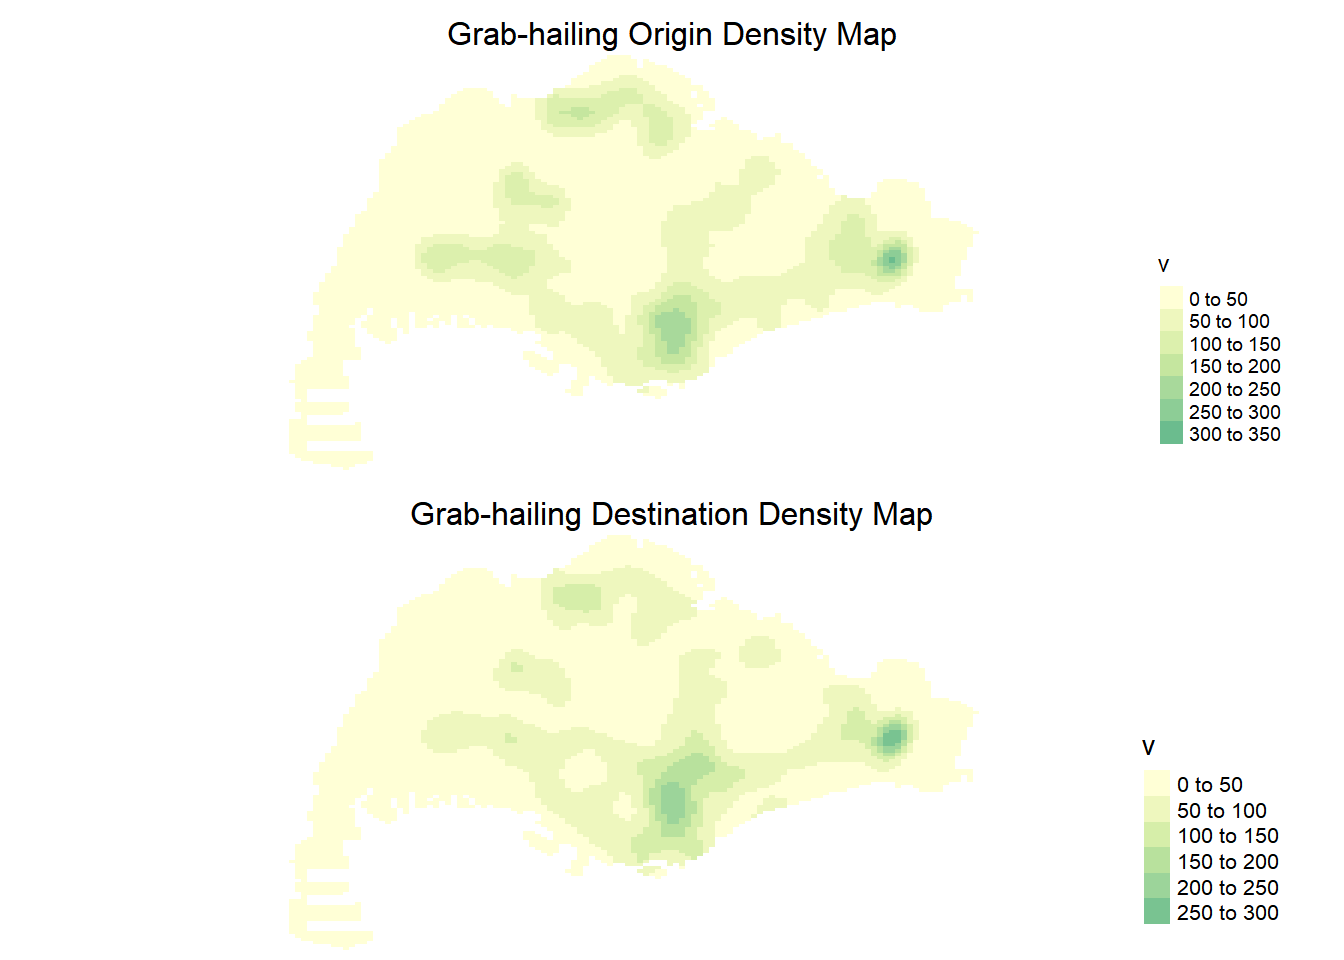 Grab-hailing Origin Density Map
v
0 to 50
50 to 100
100 to 150
150 to 200
200 to 250
250 to 300
300 to 350
Grab-hailing Destination Density Map
v
0 to 50
50 to 100
100 to 150
150 to 200
200 to 250
250 to 300